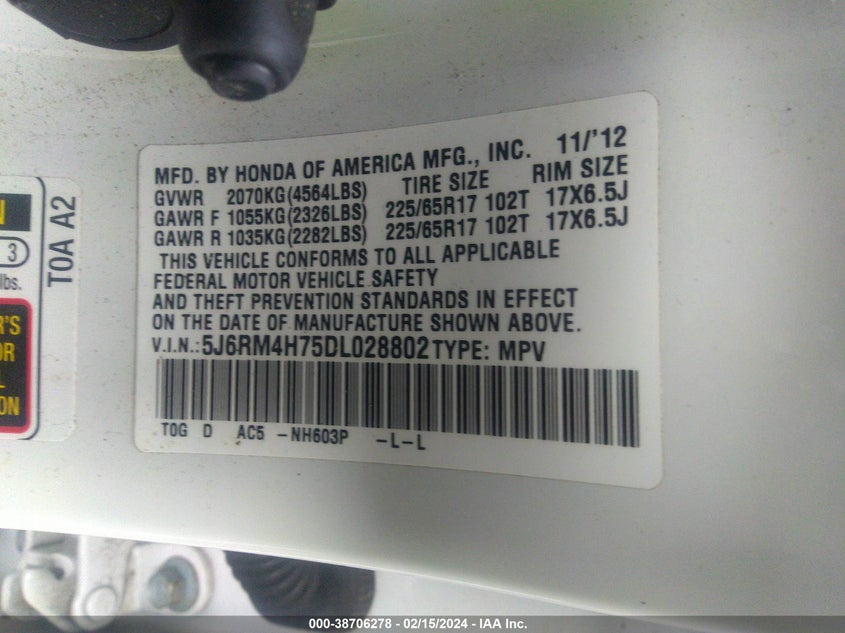 MFD. BY HONDA OF AMERICA MFG., INC. 11/'12
GVWR 2070KG(4564LBS) TIRE SIZE RIM SIZE
GAWR F 1055KG(2326LBS) 225/65R17 102T 17X6.5J
GAWR R 1035KG(2282LBS) 225/65R17 102T 17X6.5J
THIS VEHICLE CONFORMS TO ALL APPLICABLE
FEDERAL MOTOR VEHICLE SAFETY
AND THEFT PREVENTION STANDARDS IN EFFECT
ON THE DATE OF MANUFACTURE SHOWN ABOVE.
V.I.N.:5J6RM4H75DL028802 TYPE: MPV
T0G D AC5 -NH603P -L-L
T0A A2
3
lbs.
000-38706278 - 02/15/2024 - IAA Inc.